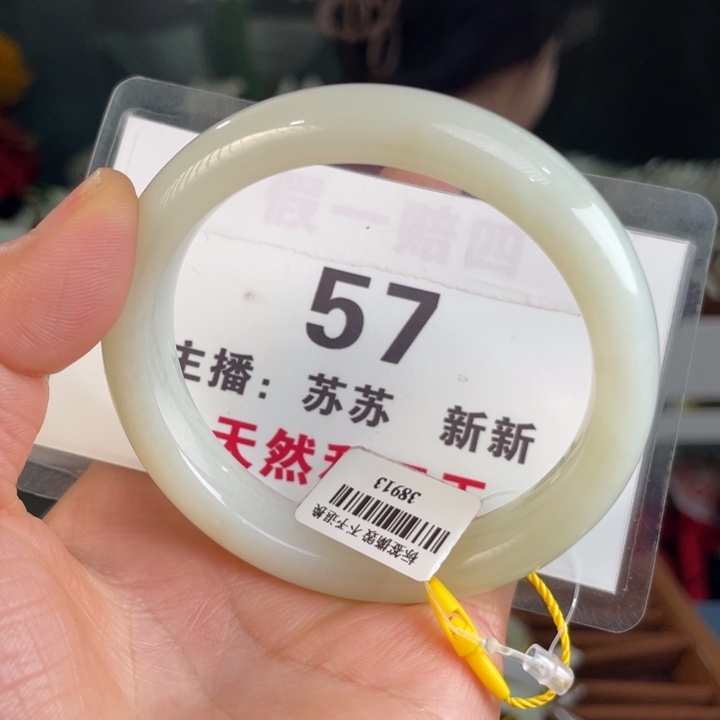 假一赔四
57
主播：苏苏 新新
天然
38913
标签撕毁 不予退换